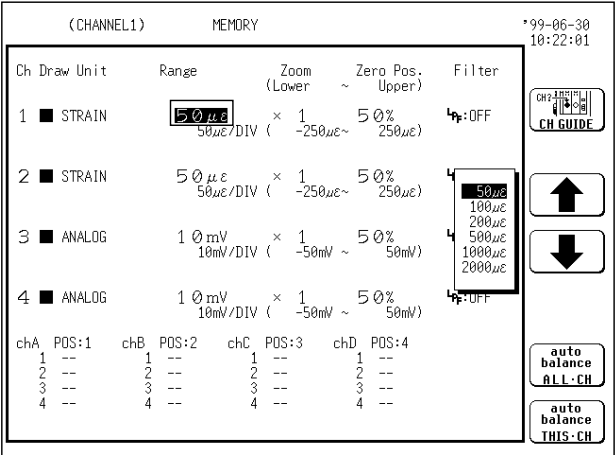 (CHANNEL1) MEMORY
'99-06-30
10:22:01
Ch Draw Unit Range Zoom Zero Pos. Filter
(Lower ~ Upper)
1 ■ STRAIN 50με × 1 50% LPF:OFF
50με/DIV ( -250με~ 250με)
2 ■ STRAIN 50με × 1 50%
50με/DIV ( -250με~ 250με)
3 ■ ANALOG 10mV × 1 50%
10mV/DIV ( -50mV ~ 50mV)
4 ■ ANALOG 10mV × 1 50% LPF:OFF
10mV/DIV ( -50mV ~ 50mV)
50με
100με
200με
500με
1000με
2000με
chA POS:1 chB POS:2 chC POS:3 chD POS:4
1 -- 1 -- 1 -- 1 --
2 -- 2 -- 2 -- 2 --
3 -- 3 -- 3 -- 3 --
4 -- 4 -- 4 -- 4 --
CH?
CH GUIDE
auto
balance
ALL·CH
auto
balance
THIS·CH